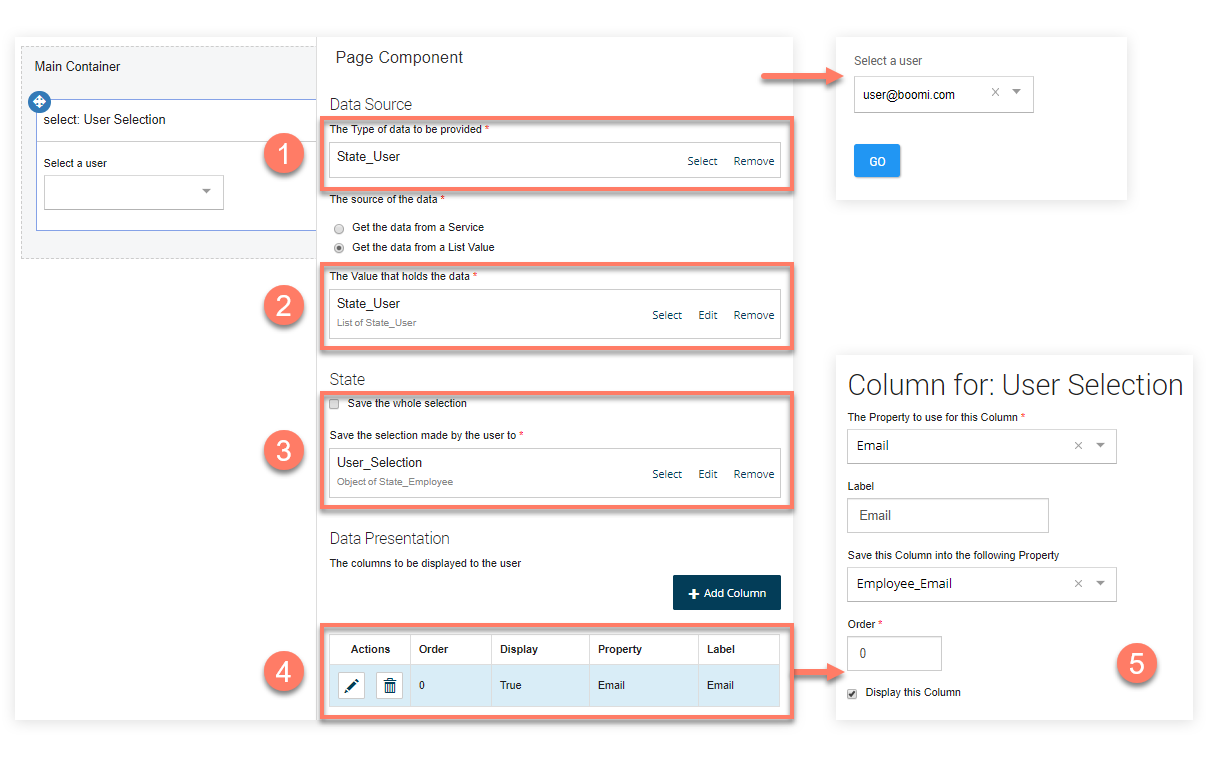 Main Container
select: User Selection
Select a user
Page Component
Data Source
1
The Type of data to be provided *
State_User
Select Remove
The source of the data *
Get the data from a Service
Get the data from a List Value
2
The Value that holds the data *
State_User
List of State_User
Select Edit Remove
State
3
Save the whole selection
Save the selection made by the user to *
User_Selection
Object of State_Employee
Select Edit Remove
Data Presentation
The columns to be displayed to the user
+ Add Column
4
Actions Order Display Property Label
0 True Email Email
Select a user
user@boomi.com ×
GO
Column for: User Selection
The Property to use for this Column *
Email ×
Label
Email
Save this Column into the following Property
Employee_Email ×
Order *
0
5
Display this Column